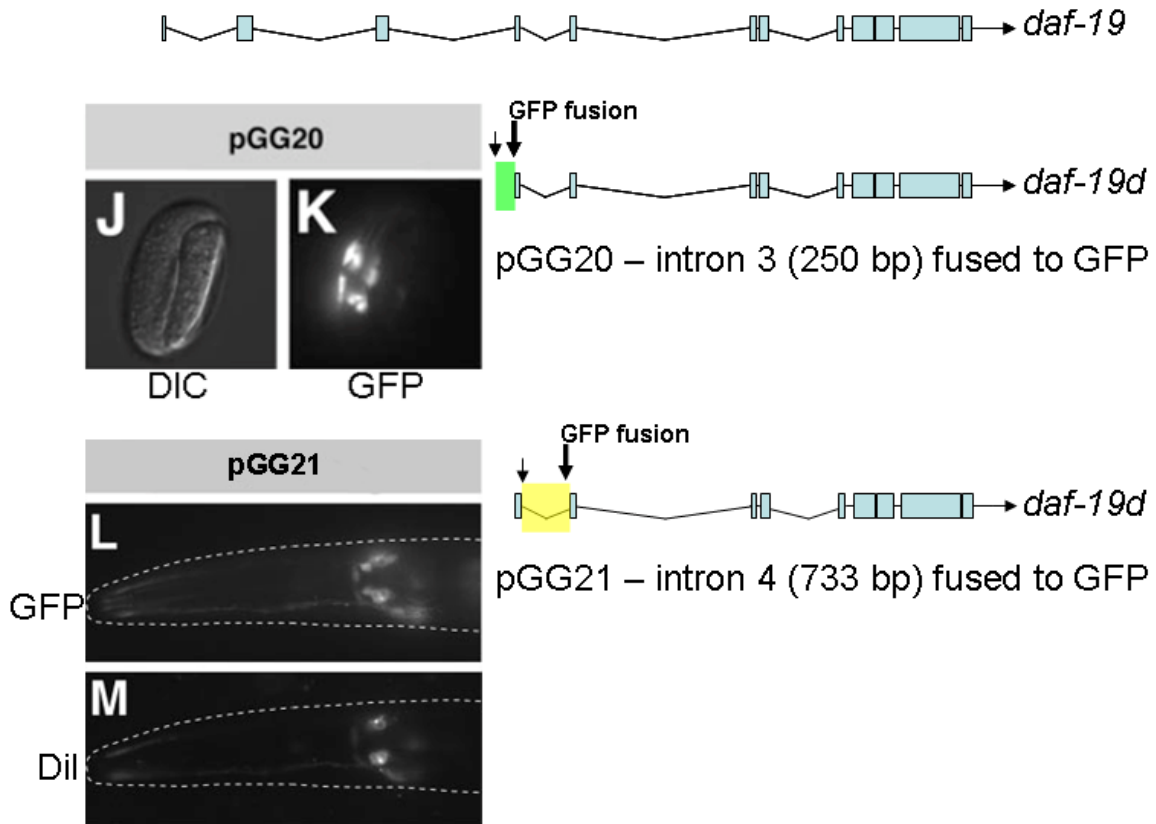 daf-19
pGG20
GFP fusion
J
K
daf-19d
pGG20 – intron 3 (250 bp) fused to GFP
DIC
GFP
pGG21
GFP fusion
L
daf-19d
GFP
pGG21 – intron 4 (733 bp) fused to GFP
M
DiI